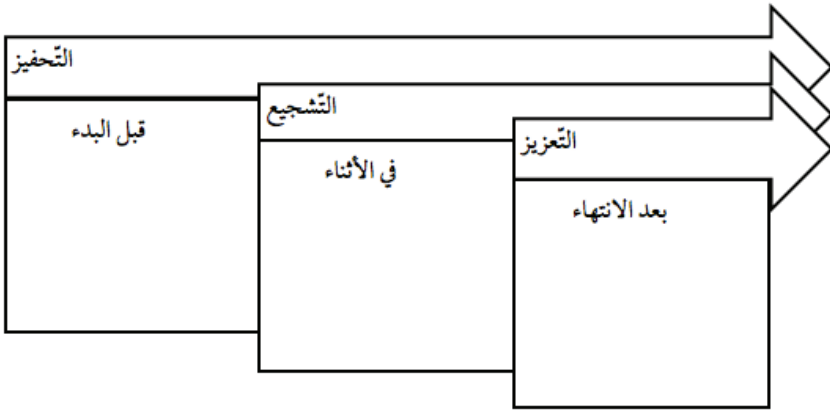 التّحفيز
قبل البدء
التّشجيع
في الأثناء
التّعزيز
بعد الانتهاء